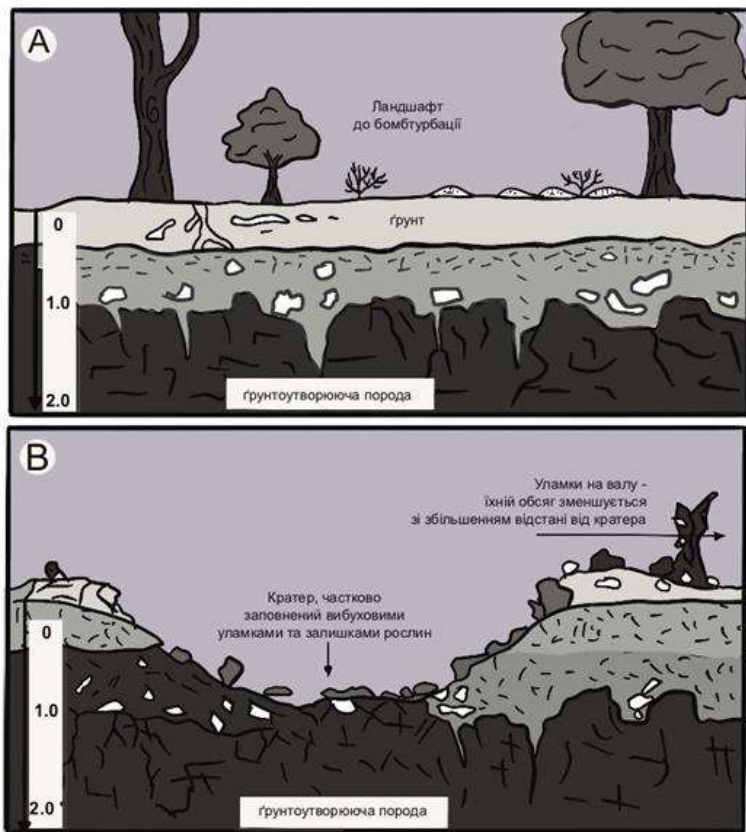 A
Ландшафт
до бомбтурбації
0
ґрунт
1.0
2.0
ґрунтоутворююча порода
B
Уламки на валу -
їхній обсяг зменшується
зі збільшенням відстані від кратера
Кратер, частково
заповнений вибуховими
уламками та залишками рослин
0
1.0
2.0
ґрунтоутворююча порода